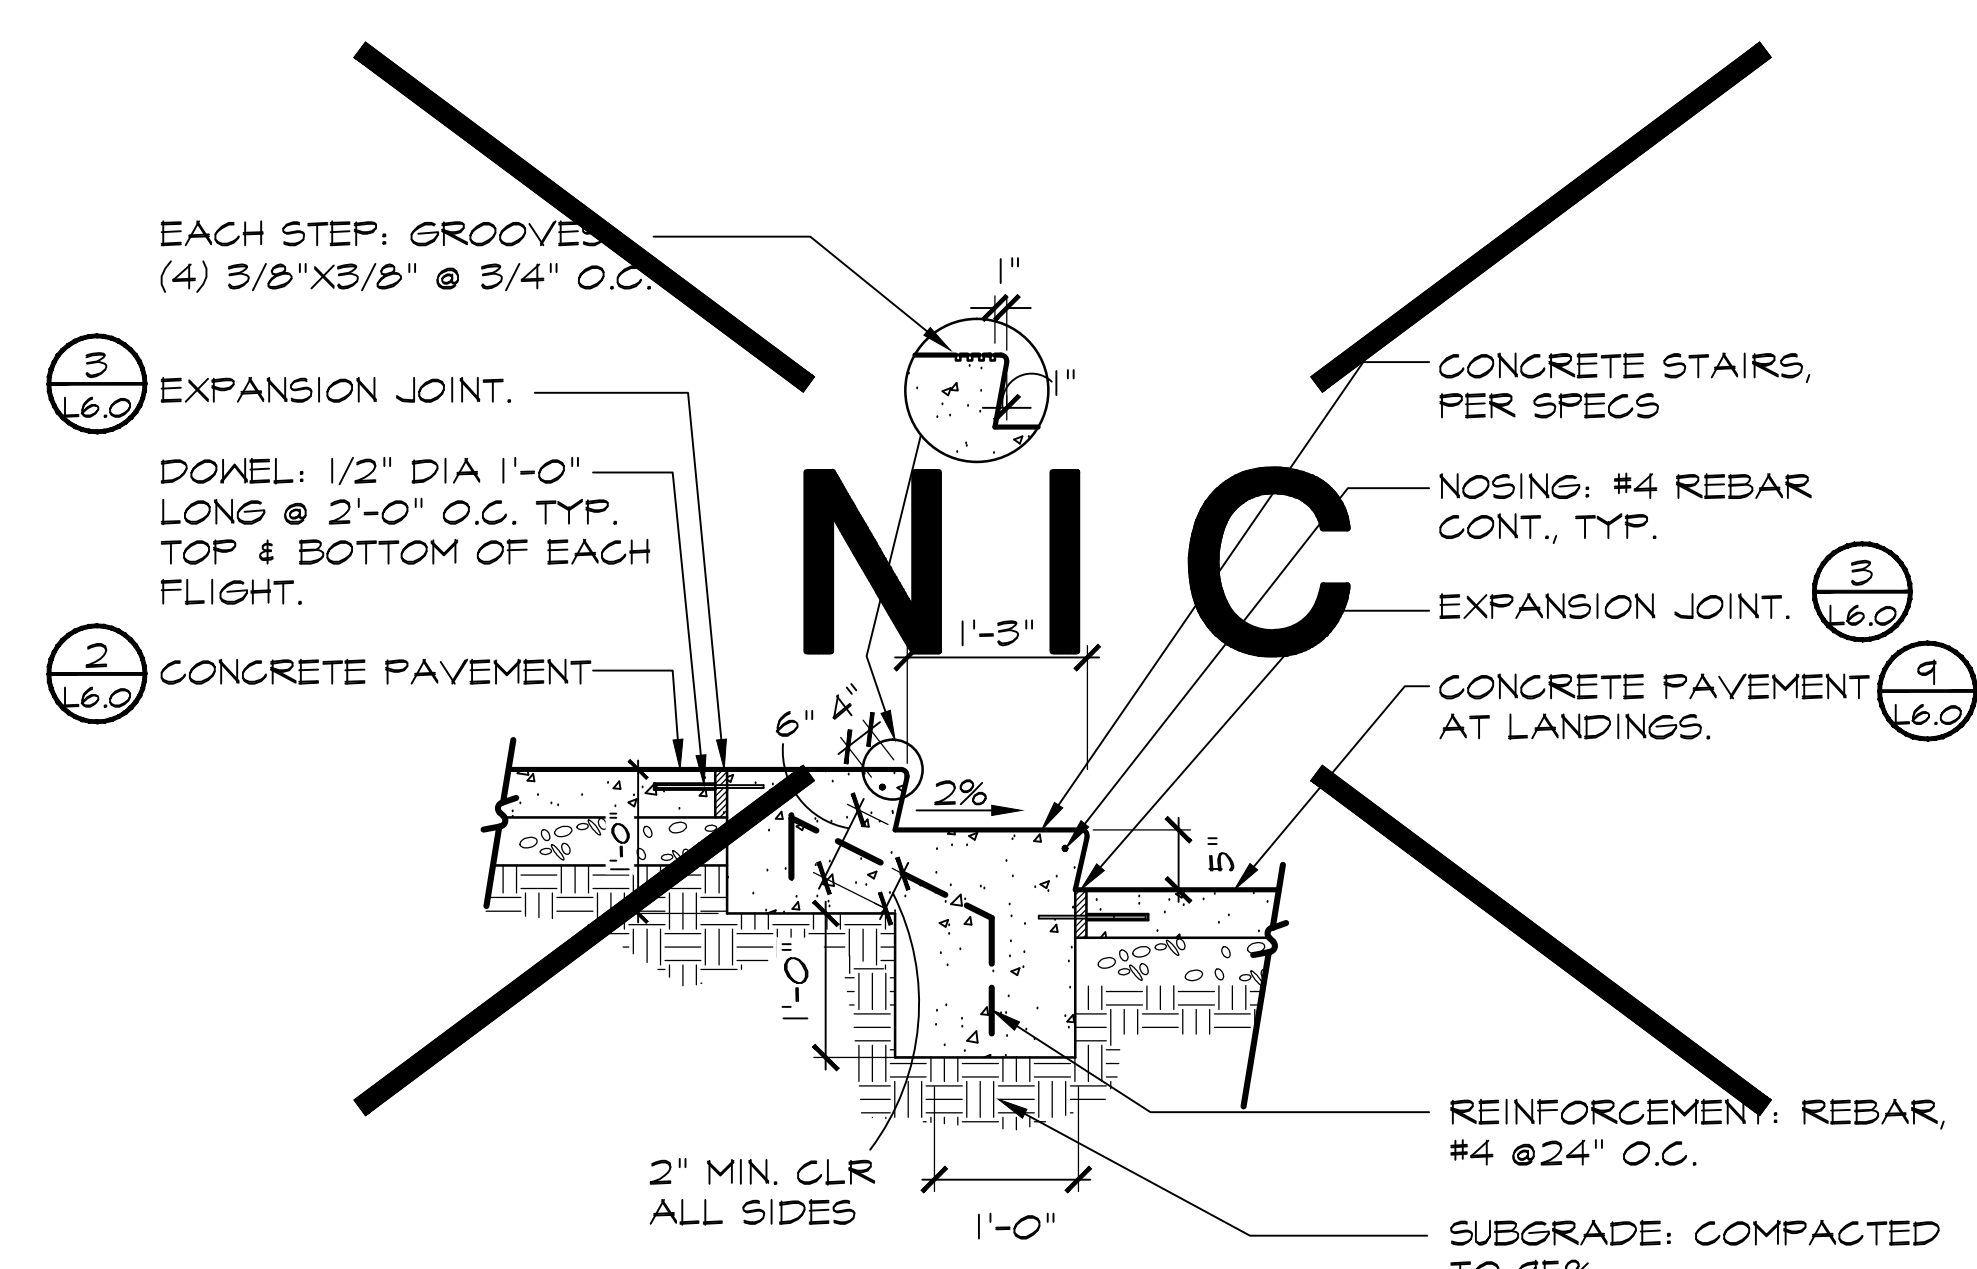 EACH STEP: GROOVES
(4) 3/8"X3/8" @ 3/4" O.C.
3
L6.0
EXPANSION JOINT.
DOWEL: 1/2" DIA 1'-0"
LONG @ 2'-0" O.C. TYP.
TOP & BOTTOM OF EACH
FLIGHT.
2
L6.0
CONCRETE PAVEMENT
1"
1"
NIC
1'-3"
6"
4"
2%
1'-0"
1'-0"
5"
2" MIN. CLR
ALL SIDES
1'-0"
CONCRETE STAIRS,
PER SPECS
NOSING: #4 REBAR
CONT., TYP.
EXPANSION JOINT.
3
L6.0
CONCRETE PAVEMENT
AT LANDINGS.
9
L6.0
REINFORCEMENT: REBAR,
#4 @24" O.C.
SUBGRADE: COMPACTED
TO 95%